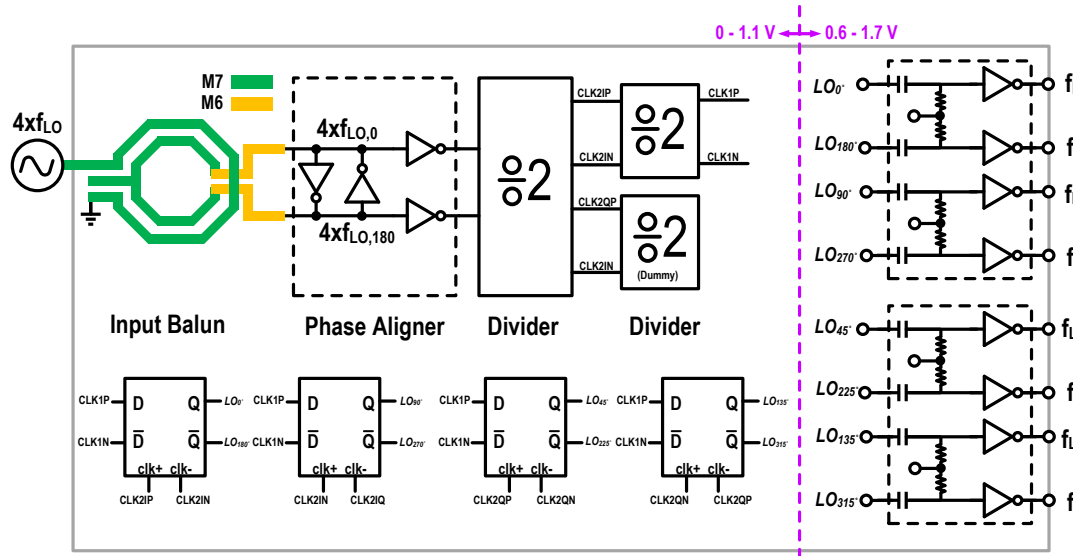 0 - 1.1 V
0.6 - 1.7 V
M7
M6
4xfLO
4xfLO,0
4xfLO,180
÷2
CLK2IP
CLK2IN
CLK2QP
CLK2IN
÷2
CLK1P
CLK1N
÷2
(Dummy)
Input Balun
Phase Aligner
Divider
Divider
CLK1P
CLK1N
D
Q
D̅
Q̅
clk+
clk-
LO0°
LO180°
CLK2IP
CLK2IN
CLK1P
CLK1N
D
Q
D̅
Q̅
clk+
clk-
LO90°
LO270°
CLK2IN
CLK2IQ
CLK1P
CLK1N
D
Q
D̅
Q̅
clk+
clk-
LO45°
LO225°
CLK2QP
CLK2QN
CLK1P
CLK1N
D
Q
D̅
Q̅
clk+
clk-
LO135°
LO315°
CLK2QN
CLK2QP
LO0°
LO180°
LO90°
LO270°
LO45°
LO225°
LO135°
LO315°